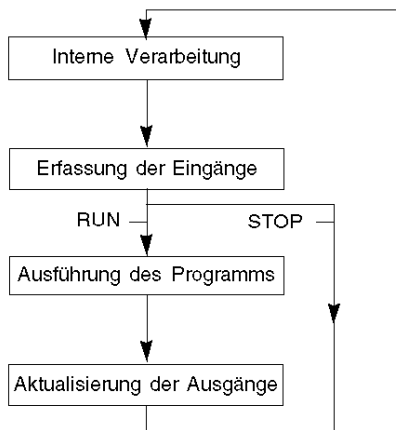 Interne Verarbeitung
Erfassung der Eingänge
RUN STOP
Ausführung des Programms
Aktualisierung der Ausgänge